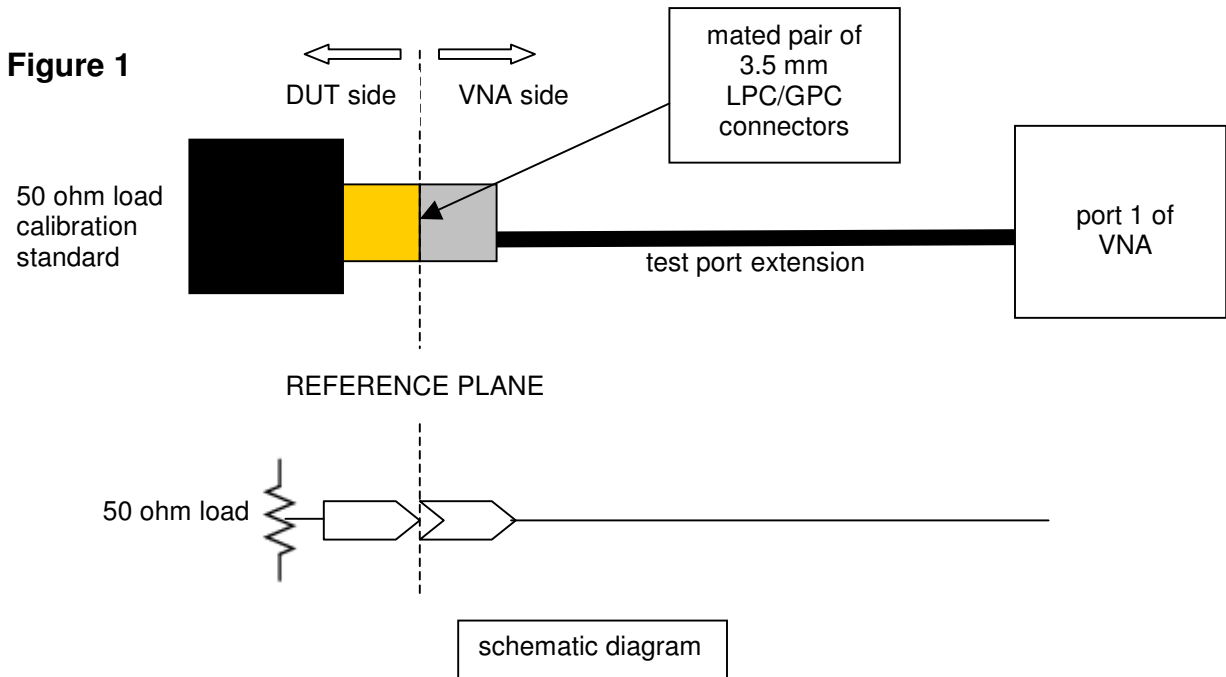 Figure 1
DUT side
VNA side
mated pair of
3.5 mm
LPC/GPC
connectors
50 ohm load
calibration
standard
test port extension
port 1 of
VNA
REFERENCE PLANE
50 ohm load
schematic diagram